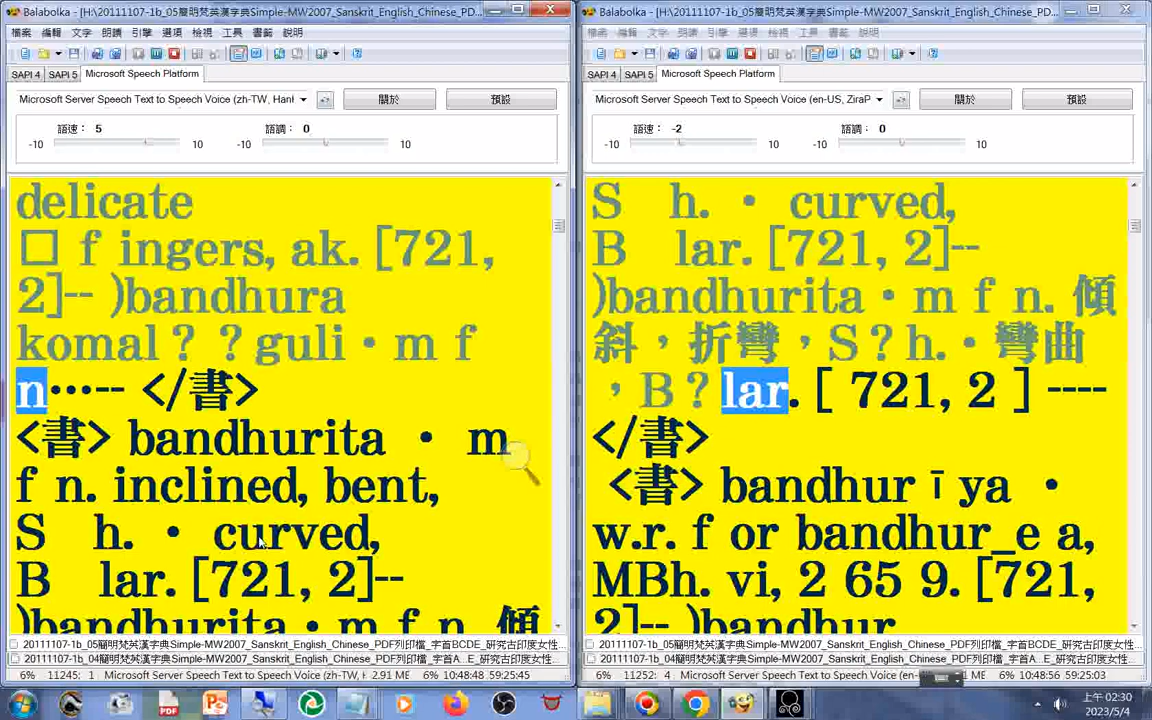 Balabolka - [H:\20111107-1b_05簡明梵英漢字典Simple-MW2007_Sanskrit_English_Chinese_PD...
檔案 編輯 文字 朗讀 引擎 選項 檢視 工具 書籤 說明
SAPI 4 SAPI 5 Microsoft Speech Platform
Microsoft Server Speech Text to Speech Voice (zh-TW, Hanl
關於 預設
語速： 5 語調： 0
-10 10 -10 10
delicate
□ f ingers, ak. [721,
2]-- )bandhura
komal？？guli・m f
n…-- </書>
<書> bandhurita ・ m
f n. inclined, bent,
S h. ・ curved,
B lar. [721, 2]--
)bandhurita・m f n. 傾
20111107-1b_05簡明梵英漢字典Simple-MW2007_Sanskrit_English_Chinese_PDF列印檔_字首BCDE_研究古印度女性...
20111107-1b_04簡明梵英漢字典Simple-MW2007_Sanskrit_English_Chinese_PDF列印檔_字首A...E_研究古印度女性...
6% 11245: 1 Microsoft Server Speech Text to Speech Voice (zh-TW, H 2.91 MB 6% 10:48:48 59:25:45
Balabolka - [H:\20111107-1b_05簡明梵英漢字典Simple-MW2007_Sanskrit_English_Chinese_PD...
檔案 編輯 文字 朗讀 引擎 選項 檢視 工具 書籤 說明
SAPI 4 SAPI 5 Microsoft Speech Platform
Microsoft Server Speech Text to Speech Voice (en-US, ZiraP
關於 預設
語速： -2 語調： 0
-10 10 -10 10
S h. ・ curved,
B lar. [721, 2]--
)bandhurita・m f n. 傾
斜，折彎，S？h.・彎曲
，B？lar. [ 721, 2 ] ----
</書>
<書> bandhur ī ya ・
w.r. f or bandhur_e a,
MBh. vi, 2 65 9. [721,
2]-- )bandhur
20111107-1b_05簡明梵英漢字典Simple-MW2007_Sanskrit_English_Chinese_PDF列印檔_字首BCDE_研究古印度女性...
20111107-1b_04簡明梵英漢字典Simple-MW2007_Sanskrit_English_Chinese_PDF列印檔_字首A...E_研究古印度女性...
6% 11252: 4 Microsoft Server Speech Text to Speech Voice 6% 10:48:56 59:25:03
上午 02:30
2023/5/4